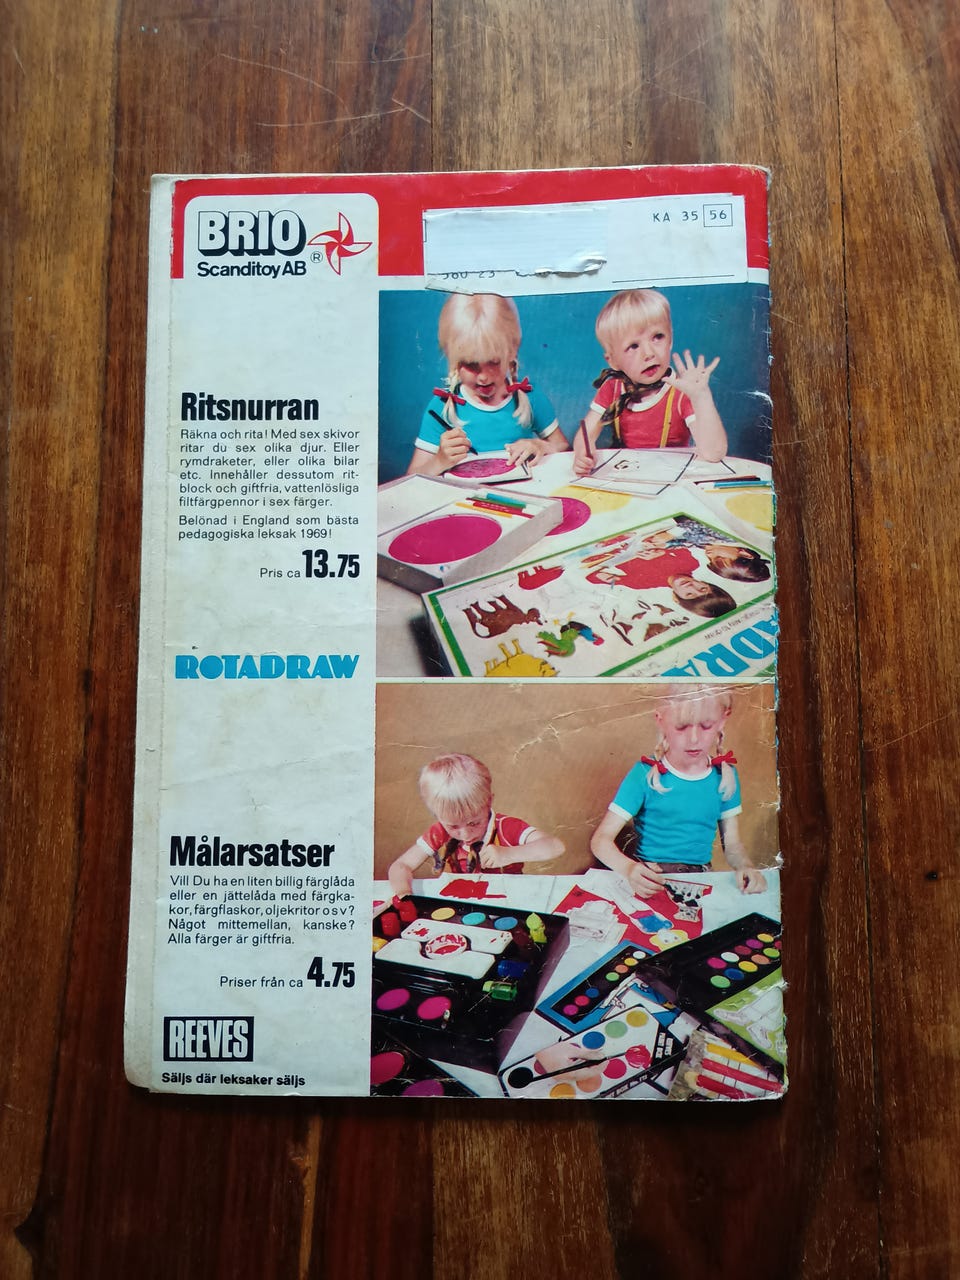 BRIO
Scanditoy AB
®
KA 35 56
Ritsnurran
Räkna och rita! Med sex skivor
ritar du sex olika djur. Eller
rymdraketer, eller olika bilar
etc. Innehåller dessutom rit-
block och giftfria, vattenlösliga
filtfärgpennor i sex färger.
Belönad i England som bästa
pedagogiska leksak 1969!
Pris ca 13.75
ROTADRAW
Målarsatser
Vill Du ha en liten billig färglåda
eller en jättelåda med färgka-
kor, färgflaskor, oljekritor o s v?
Något mittemellan, kanske?
Alla färger är giftfria.
Priser från ca 4.75
REEVES
Säljs där leksaker säljs